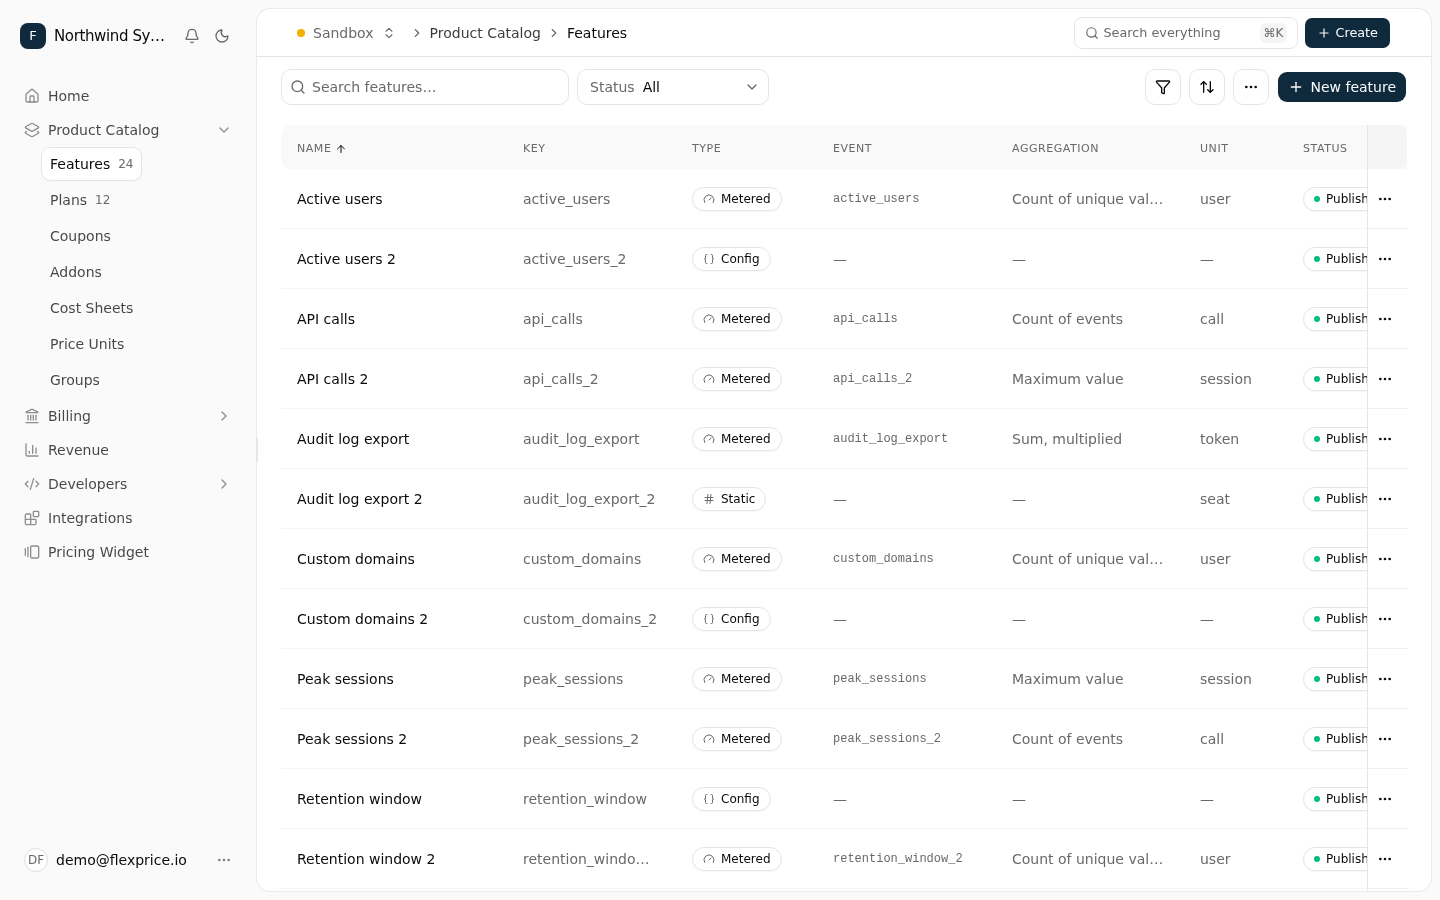 F Northwind Sy...
Home
Product Catalog
Features 24
Plans 12
Coupons
Addons
Cost Sheets
Price Units
Groups
Billing
Revenue
Developers
Integrations
Pricing Widget
DF demo@flexprice.io
Sandbox Product Catalog Features
Search everything ⌘K
+ Create
Search features...
Status All
+ New feature
NAME KEY TYPE EVENT AGGREGATION UNIT STATUS
Active users active_users Metered active_users Count of unique val... user Publish
Active users 2 active_users_2 Config — — — Publish
API calls api_calls Metered api_calls Count of events call Publish
API calls 2 api_calls_2 Metered api_calls_2 Maximum value session Publish
Audit log export audit_log_export Metered audit_log_export Sum, multiplied token Publish
Audit log export 2 audit_log_export_2 Static — — seat Publish
Custom domains custom_domains Metered custom_domains Count of unique val... user Publish
Custom domains 2 custom_domains_2 Config — — — Publish
Peak sessions peak_sessions Metered peak_sessions Maximum value session Publish
Peak sessions 2 peak_sessions_2 Metered peak_sessions_2 Count of events call Publish
Retention window retention_window Config — — — Publish
Retention window 2 retention_windo... Metered retention_window_2 Count of unique val... user Publish